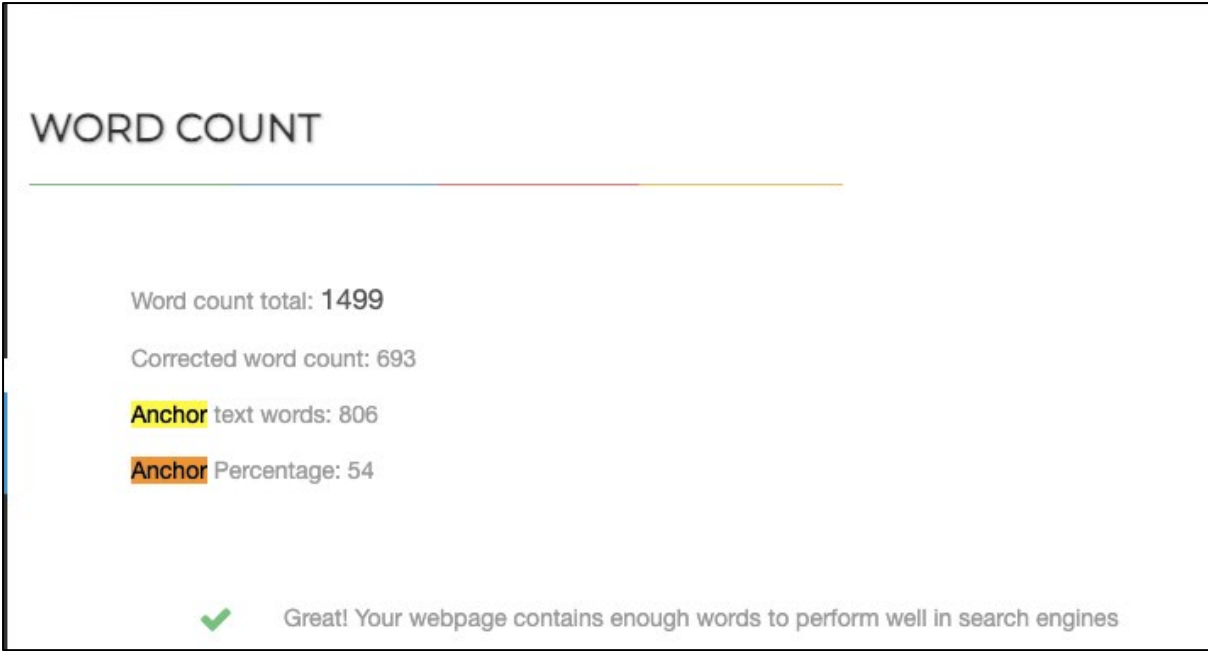 WORD COUNT
Word count total: 1499
Corrected word count: 693
Anchor text words: 806
Anchor Percentage: 54
Great! Your webpage contains enough words to perform well in search engines